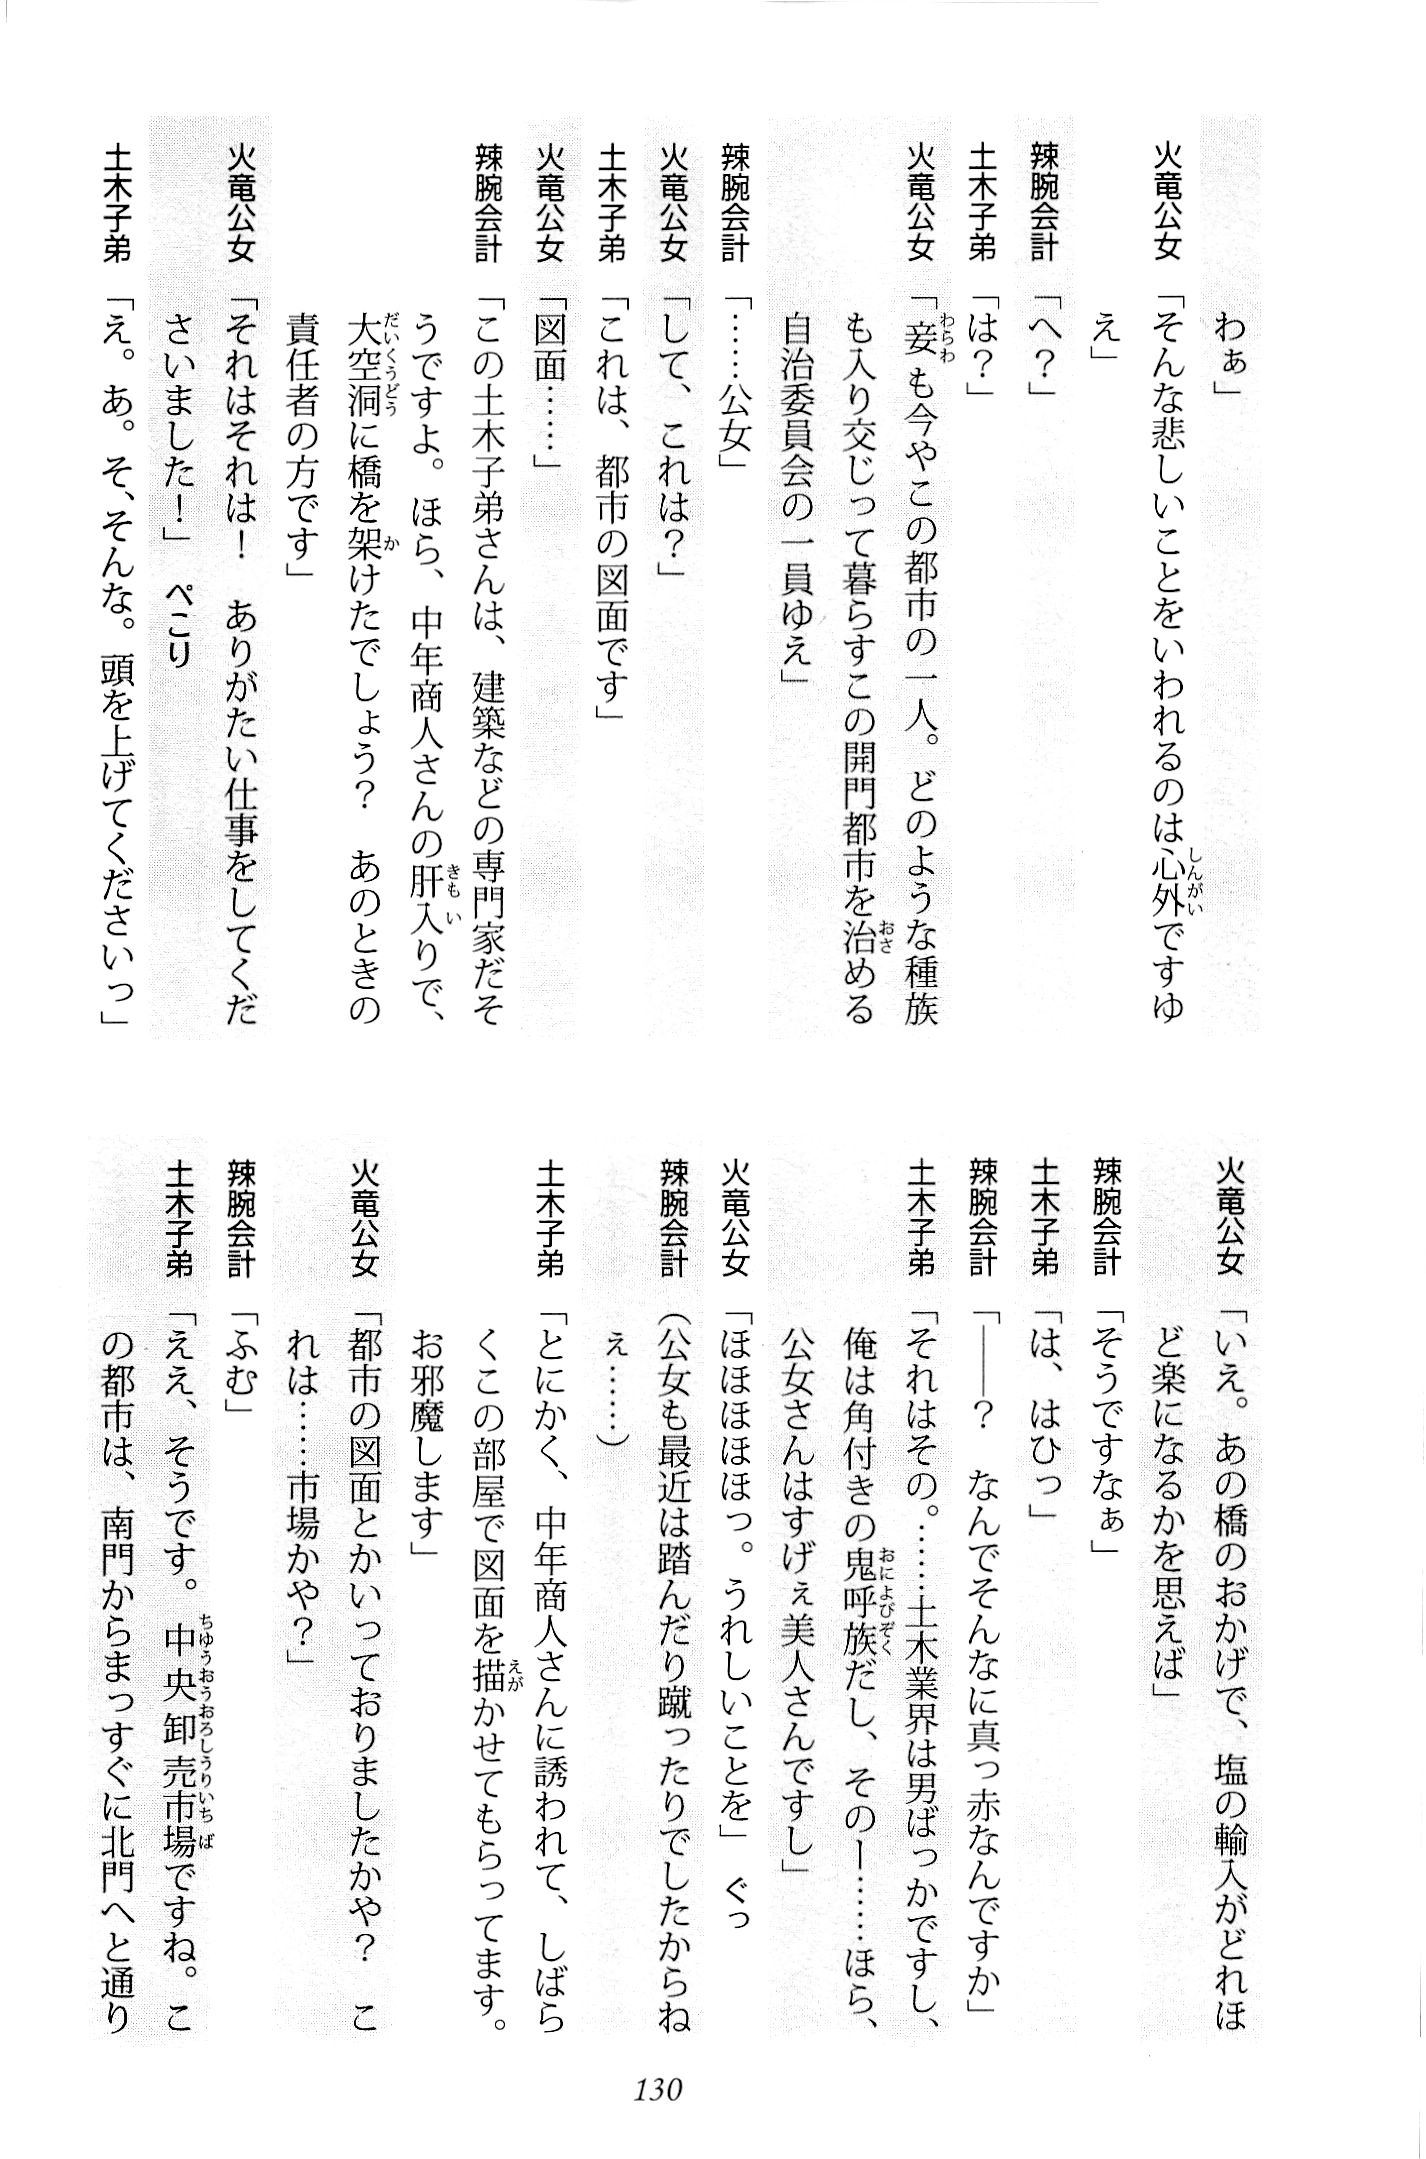 わぁ」
火竜公女「そんな悲しいことをいわれるのは心外ですゆ
え」
辣腕会計「へ？」
土木子弟「は？」
火竜公女「妾も今やこの都市の一人。どのような種族
も入り交じって暮らすこの開門都市を治める
自治委員会の一員ゆえ」
辣腕会計「……公女」
火竜公女「して、これは？」
土木子弟「これは、都市の図面です」
火竜公女「図面……」
辣腕会計「この土木子弟さんは、建築などの専門家だそ
うですよ。ほら、中年商人さんの肝入りで、
大空洞に橋を架けたでしょう？　あのときの
責任者の方です」
火竜公女「それはそれは！　ありがたい仕事をしてくだ
さいました！」　ぺこり
土木子弟「え。あ。そ、そんな。頭を上げてくださいっ」
火竜公女「いえ。あの橋のおかげで、塩の輸入がどれほ
ど楽になるかを思えば」
辣腕会計「そうですなぁ」
土木子弟「は、はひっ」
辣腕会計「――？　なんでそんなに真っ赤なんですか」
土木子弟「それはその。……土木業界は男ばっかですし、
俺は角付きの鬼呼族だし、そのー……ほら、
公女さんはすげぇ美人さんですし」
火竜公女「ほほほほほっ。うれしいことを」　ぐっ
辣腕会計（公女も最近は踏んだり蹴ったりでしたからね
ぇ……）
土木子弟「とにかく、中年商人さんに誘われて、しばら
くこの部屋で図面を描かせてもらってます。
お邪魔します」
火竜公女「都市の図面とかいっておりましたかや？　こ
れは……市場かや？」
辣腕会計「ふむ」
土木子弟「ええ、そうです。中央卸売市場ですね。こ
の都市は、南門からまっすぐに北門へと通り
130